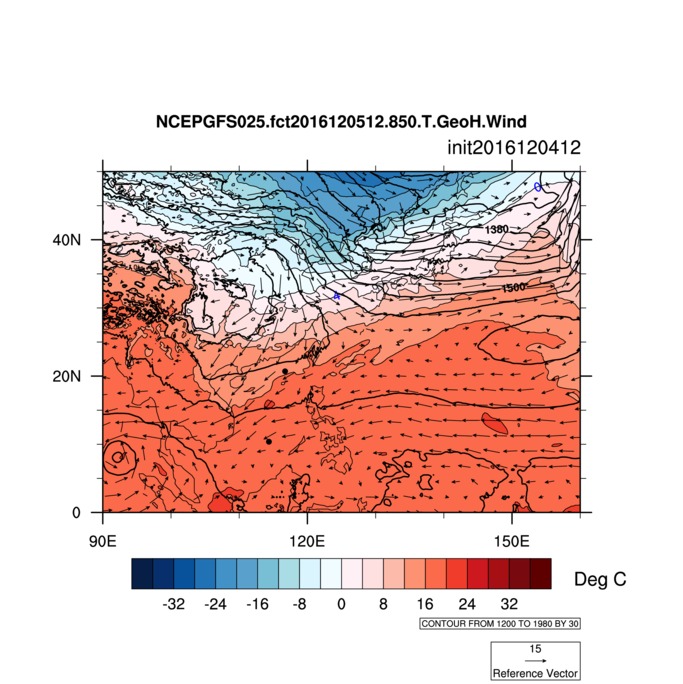 NCEPGFS025.fct2016120512.850.T.GeoH.Wind
init2016120412
0
1380
40N
1500
20N
0
90E
120E
150E
Deg C
-32
-24
-16
-8
0
8
16
24
32
CONTOUR FROM 1200 TO 1980 BY 30
15
Reference Vector